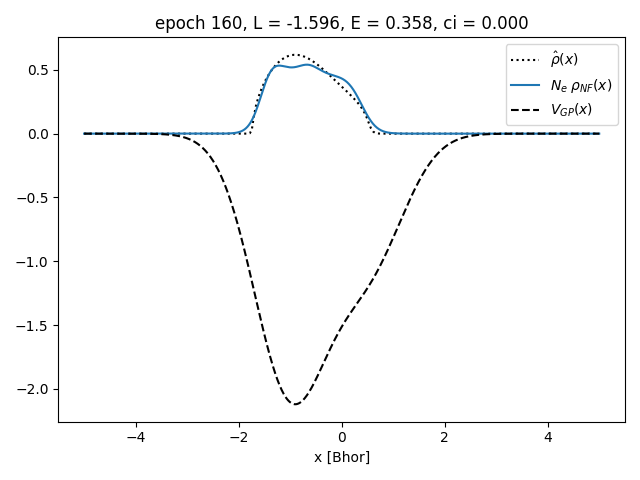 epoch 160, L = -1.596, E = 0.358, ci = 0.000
0.5
0.0
−0.5
−1.0
−1.5
−2.0
ρ̂(x)
Nₑ ρ_NF(x)
V_GP(x)
−4
−2
0
2
4
x [Bhor]